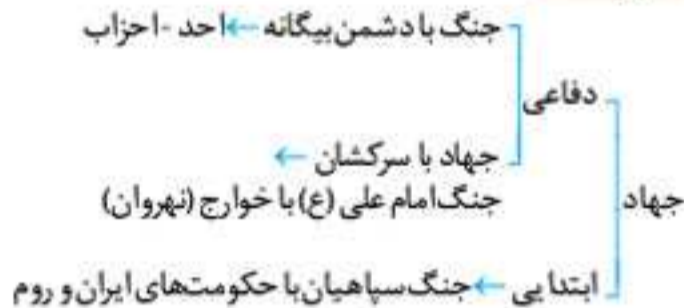 جنگ با دشمن بیگانه ← احد - احزاب
دفاعی
جهاد با سرکشان ←
جنگ امام علی (ع) با خوارج (نهروان)
جهاد
ابتدایی ← جنگ سپاهیان با حکومت‌های ایران و روم